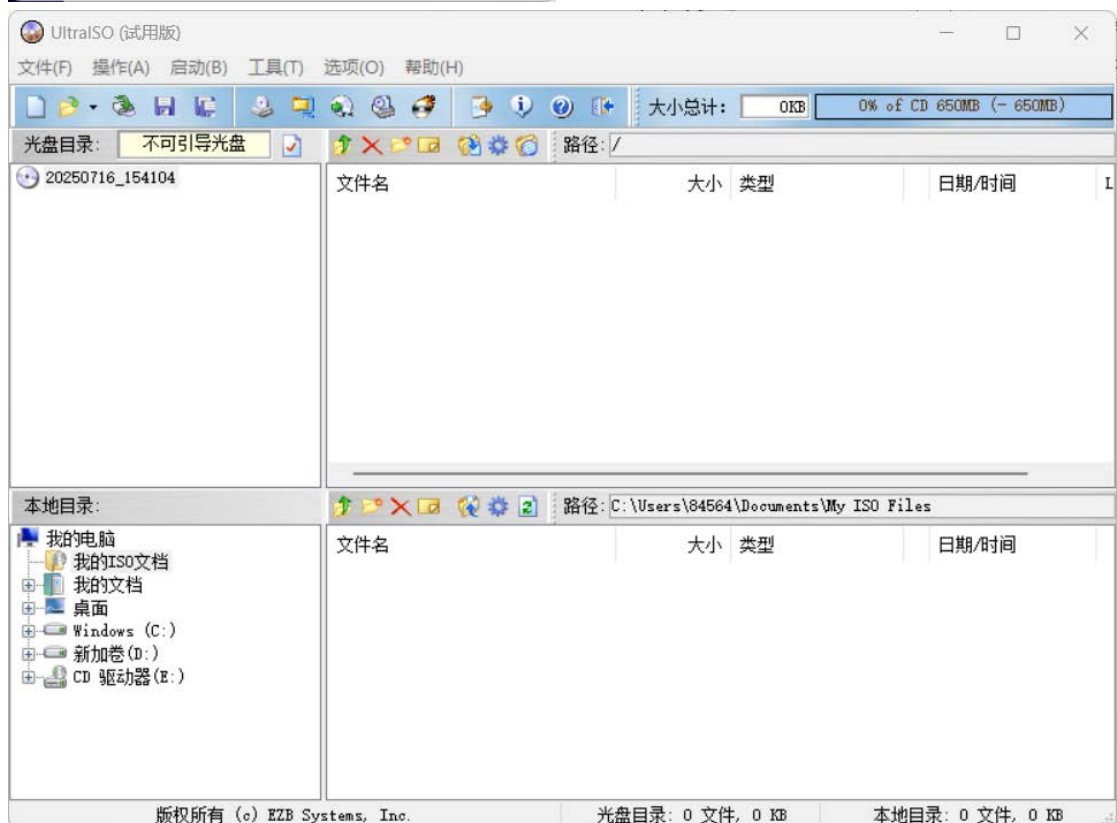 UltraISO (试用版)
文件(F) 操作(A) 启动(B) 工具(T) 选项(O) 帮助(H)
大小总计: 0KB 0% of CD 650MB (- 650MB)
光盘目录: 不可引导光盘 路径: /
20250716_154104
文件名 大小 类型 日期/时间 L
本地目录: 路径: C:\Users\84564\Documents\My ISO Files
我的电脑
我的ISO文档
我的文档
桌面
Windows (C:)
新加卷(D:)
CD 驱动器(E:)
文件名 大小 类型 日期/时间
版权所有 (c) EZB Systems, Inc. 光盘目录: 0 文件, 0 KB 本地目录: 0 文件, 0 KB